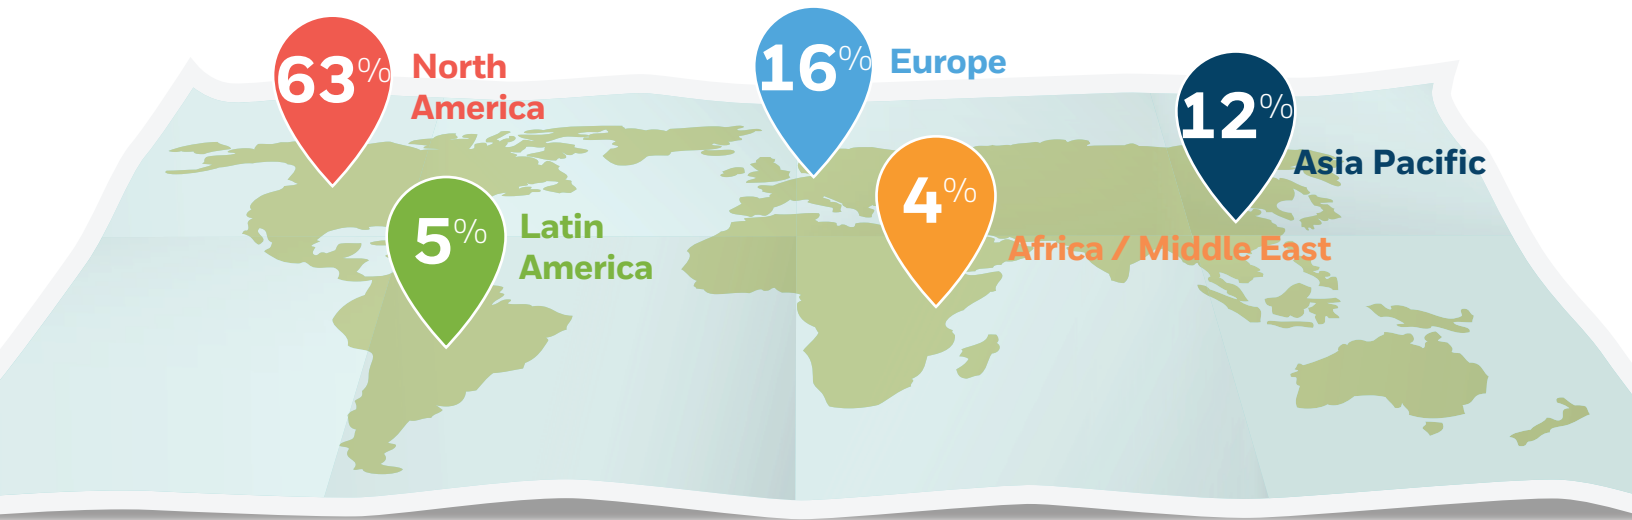 63%
North
America
16%
Europe
12%
Asia Pacific
5%
Latin
America
4%
Africa / Middle East